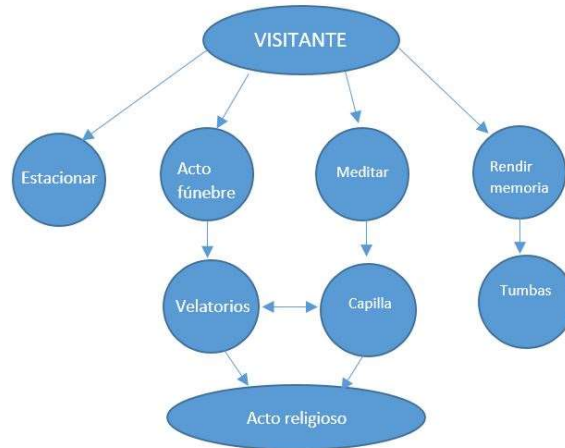 VISITANTE
Estacionar
Acto
fúnebre
Meditar
Rendir
memoria
Velatorios
Capilla
Tumbas
Acto religioso